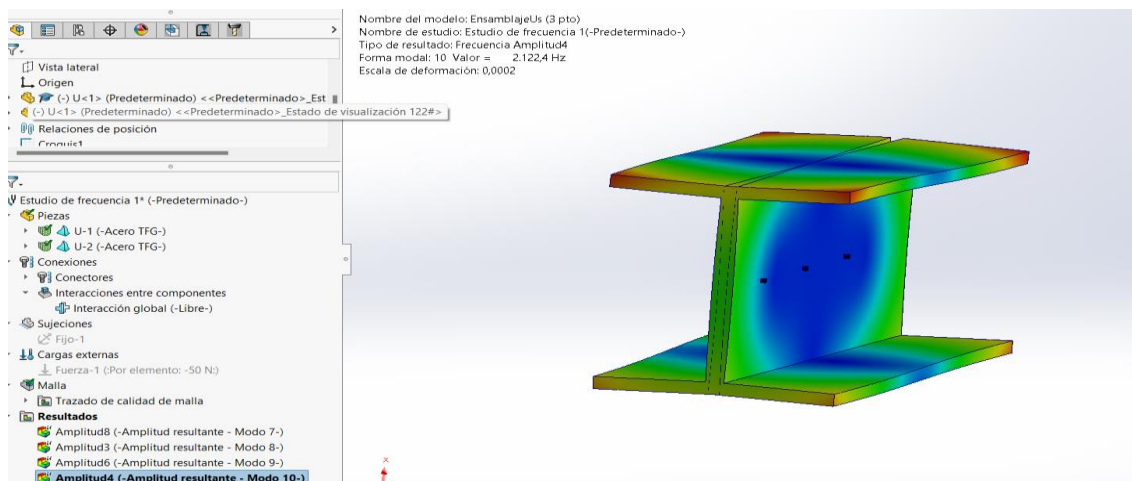 Nombre del modelo: EnsamblajeUs (3 pto)
Nombre de estudio: Estudio de frecuencia 1(-Predeterminado-)
Tipo de resultado: Frecuencia Amplitud4
Forma modal: 10 Valor = 2.122,4 Hz
Escala de deformación: 0,0002
Vista lateral
Origen
(-) U<1> (Predeterminado) <<Predeterminado>_Est
(-) U<1> (Predeterminado) <<Predeterminado>_Estado de visualización 122#>
Relaciones de posición
Croquis1
Estudio de frecuencia 1* (-Predeterminado-)
Piezas
U-1 (-Acero TFG-)
U-2 (-Acero TFG-)
Conexiones
Conectores
Interacciones entre componentes
Interacción global (-Libre-)
Sujeciones
Fijo-1
Cargas externas
Fuerza-1 (:Por elemento: -50 N:)
Malla
Trazado de calidad de malla
Resultados
Amplitud8 (-Amplitud resultante - Modo 7-)
Amplitud3 (-Amplitud resultante - Modo 8-)
Amplitud6 (-Amplitud resultante - Modo 9-)
Amplitud4 (-Amplitud resultante - Modo 10-)
x